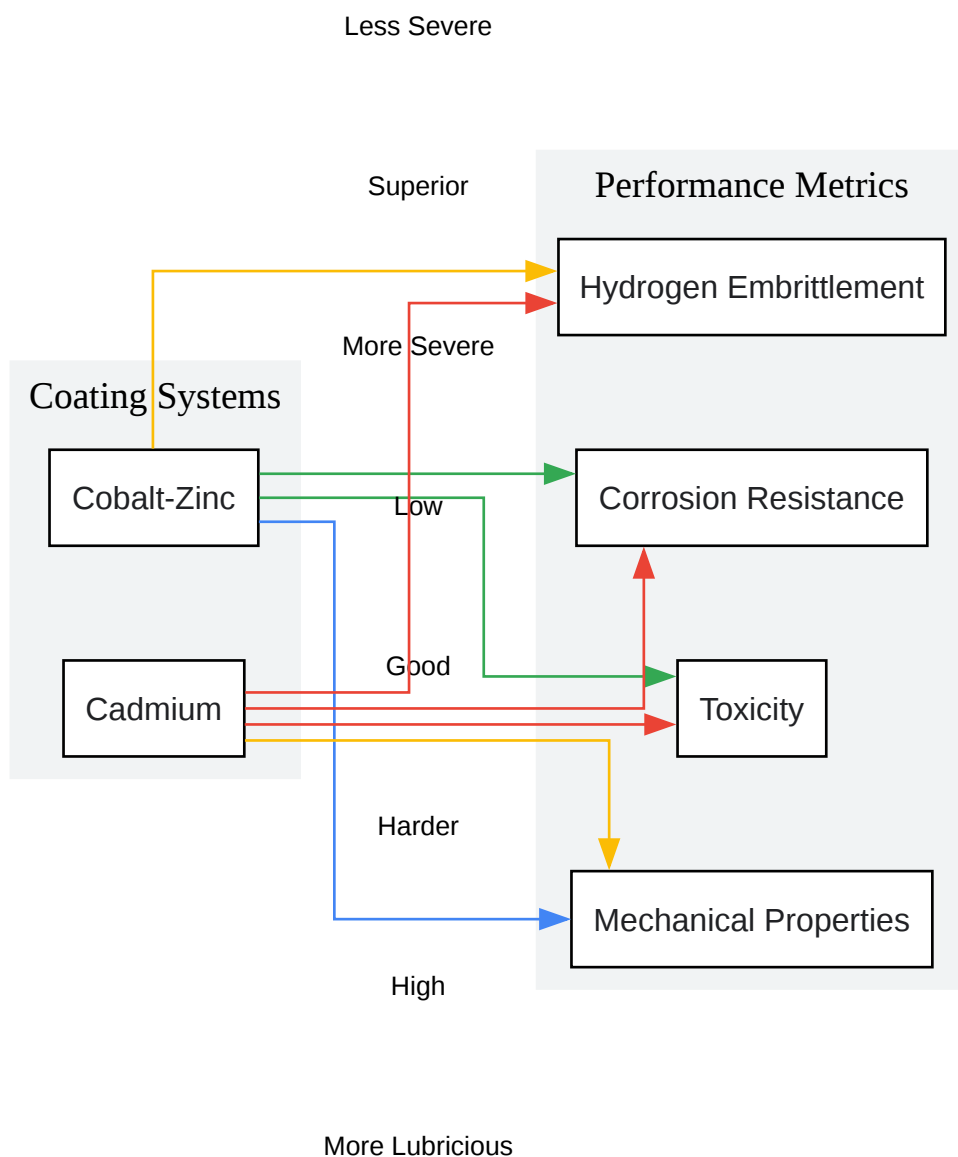 Less Severe
Superior
Performance Metrics
Hydrogen Embrittlement
More Severe
Coating Systems
Cobalt-Zinc
Corrosion Resistance
Low
Good
Cadmium
Toxicity
Harder
Mechanical Properties
High
More Lubricious